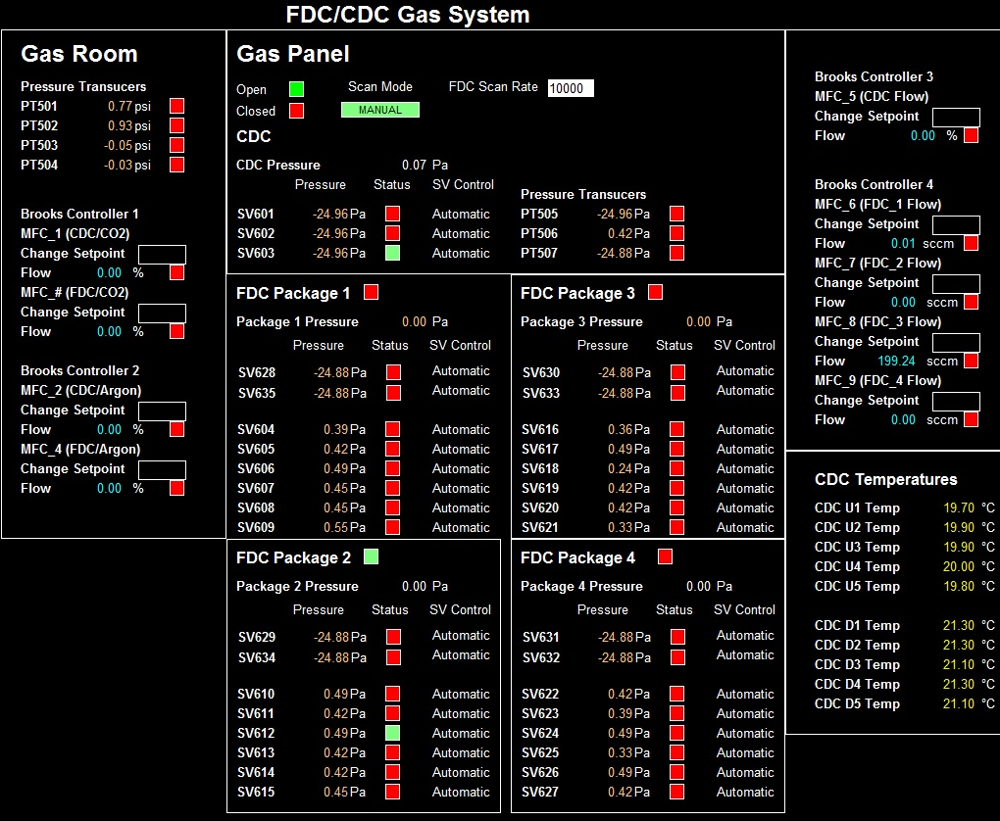 FDC/CDC Gas System
Gas Room
Pressure Transucers
PT501 0.77 psi
PT502 0.93 psi
PT503 -0.05 psi
PT504 -0.03 psi
Brooks Controller 1
MFC_1 (CDC/CO2)
Change Setpoint
Flow 0.00 %
MFC_# (FDC/CO2)
Change Setpoint
Flow 0.00 %
Brooks Controller 2
MFC_2 (CDC/Argon)
Change Setpoint
Flow 0.00 %
MFC_4 (FDC/Argon)
Change Setpoint
Flow 0.00 %
Gas Panel
Open Scan Mode FDC Scan Rate 10000
Closed MANUAL
CDC
CDC Pressure 0.07 Pa
Pressure Status SV Control
SV601 -24.96 Pa Automatic
SV602 -24.96 Pa Automatic
SV603 -24.96 Pa Automatic
Pressure Transucers
PT505 -24.96 Pa
PT506 0.42 Pa
PT507 -24.88 Pa
FDC Package 1
Package 1 Pressure 0.00 Pa
Pressure Status SV Control
SV628 -24.88 Pa Automatic
SV635 -24.88 Pa Automatic
SV604 0.39 Pa Automatic
SV605 0.42 Pa Automatic
SV606 0.49 Pa Automatic
SV607 0.45 Pa Automatic
SV608 0.45 Pa Automatic
SV609 0.55 Pa Automatic
FDC Package 3
Package 3 Pressure 0.00 Pa
Pressure Status SV Control
SV630 -24.88 Pa Automatic
SV633 -24.88 Pa Automatic
SV616 0.36 Pa Automatic
SV617 0.49 Pa Automatic
SV618 0.24 Pa Automatic
SV619 0.42 Pa Automatic
SV620 0.42 Pa Automatic
SV621 0.33 Pa Automatic
FDC Package 2
Package 2 Pressure 0.00 Pa
Pressure Status SV Control
SV629 -24.88 Pa Automatic
SV634 -24.88 Pa Automatic
SV610 0.49 Pa Automatic
SV611 0.42 Pa Automatic
SV612 0.49 Pa Automatic
SV613 0.42 Pa Automatic
SV614 0.42 Pa Automatic
SV615 0.45 Pa Automatic
FDC Package 4
Package 4 Pressure 0.00 Pa
Pressure Status SV Control
SV631 -24.88 Pa Automatic
SV632 -24.88 Pa Automatic
SV622 0.42 Pa Automatic
SV623 0.39 Pa Automatic
SV624 0.49 Pa Automatic
SV625 0.33 Pa Automatic
SV626 0.49 Pa Automatic
SV627 0.42 Pa Automatic
Brooks Controller 3
MFC_5 (CDC Flow)
Change Setpoint
Flow 0.00 %
Brooks Controller 4
MFC_6 (FDC_1 Flow)
Change Setpoint
Flow 0.01 sccm
MFC_7 (FDC_2 Flow)
Change Setpoint
Flow 0.00 sccm
MFC_8 (FDC_3 Flow)
Change Setpoint
Flow 199.24 sccm
MFC_9 (FDC_4 Flow)
Change Setpoint
Flow 0.00 sccm
CDC Temperatures
CDC U1 Temp 19.70 °C
CDC U2 Temp 19.90 °C
CDC U3 Temp 19.90 °C
CDC U4 Temp 20.00 °C
CDC U5 Temp 19.80 °C
CDC D1 Temp 21.30 °C
CDC D2 Temp 21.30 °C
CDC D3 Temp 21.10 °C
CDC D4 Temp 21.30 °C
CDC D5 Temp 21.10 °C